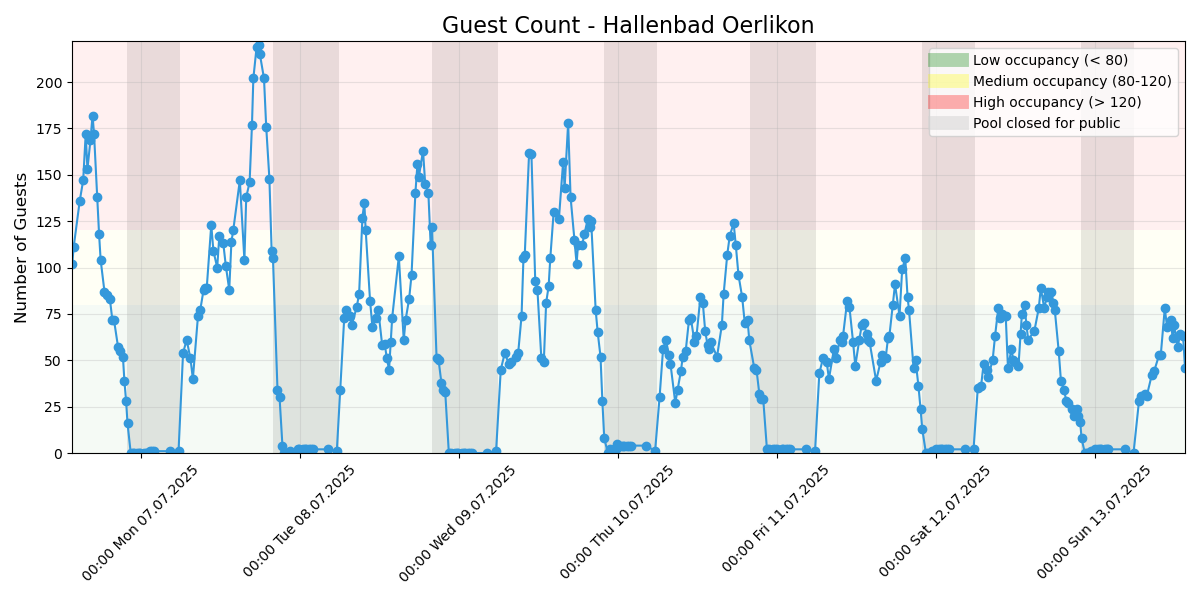 Guest Count - Hallenbad Oerlikon
Number of Guests
200
175
150
125
100
75
50
25
0
Low occupancy (< 80)
Medium occupancy (80-120)
High occupancy (> 120)
Pool closed for public
00:00 Mon 07.07.2025
00:00 Tue 08.07.2025
00:00 Wed 09.07.2025
00:00 Thu 10.07.2025
00:00 Fri 11.07.2025
00:00 Sat 12.07.2025
00:00 Sun 13.07.2025